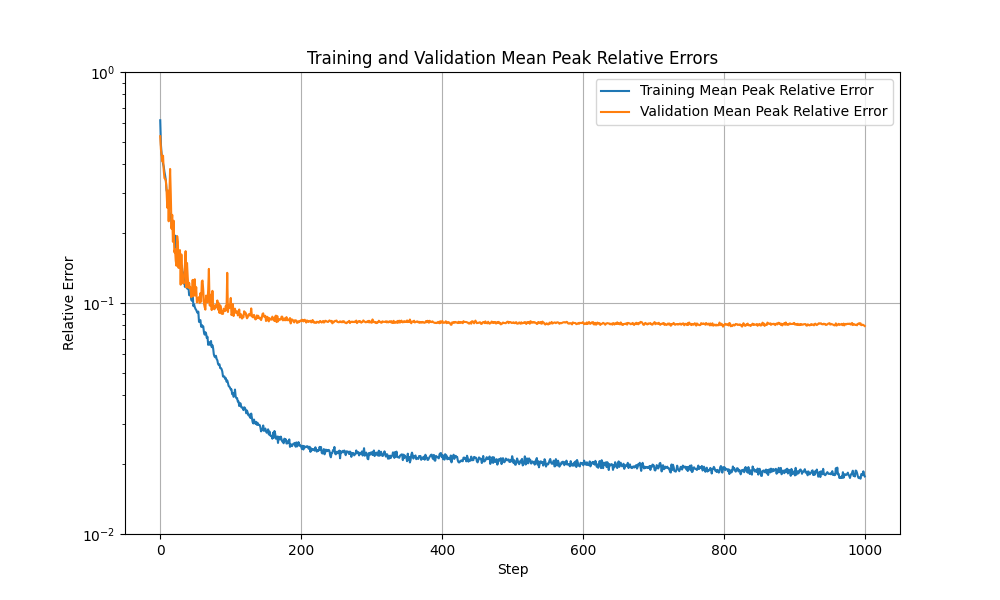 Training and Validation Mean Peak Relative Errors
Training Mean Peak Relative Error
Validation Mean Peak Relative Error
Relative Error
10⁰
10⁻¹
10⁻²
0 200 400 600 800 1000
Step